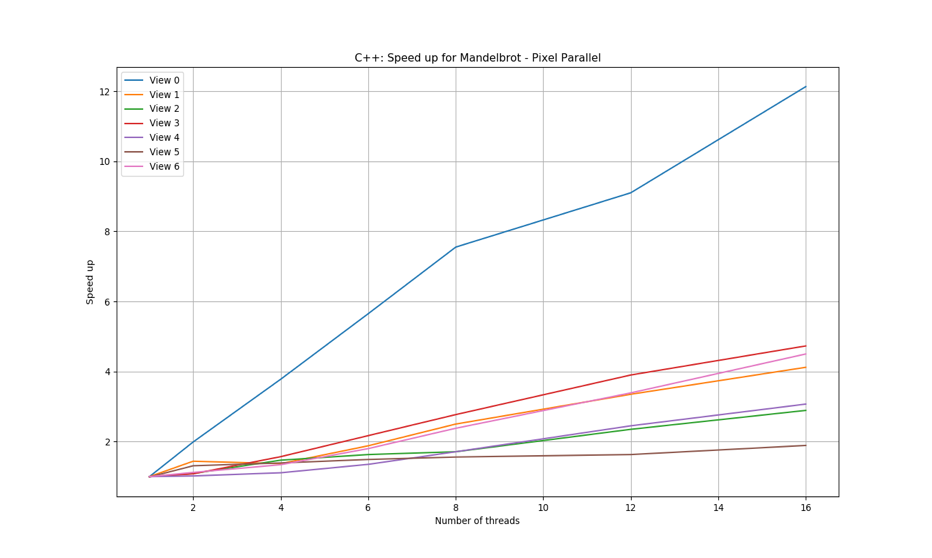 C++: Speed up for Mandelbrot - Pixel Parallel
View 0
View 1
View 2
View 3
View 4
View 5
View 6
12
10
8
6
4
2
Speed up
2 4 6 8 10 12 14 16
Number of threads